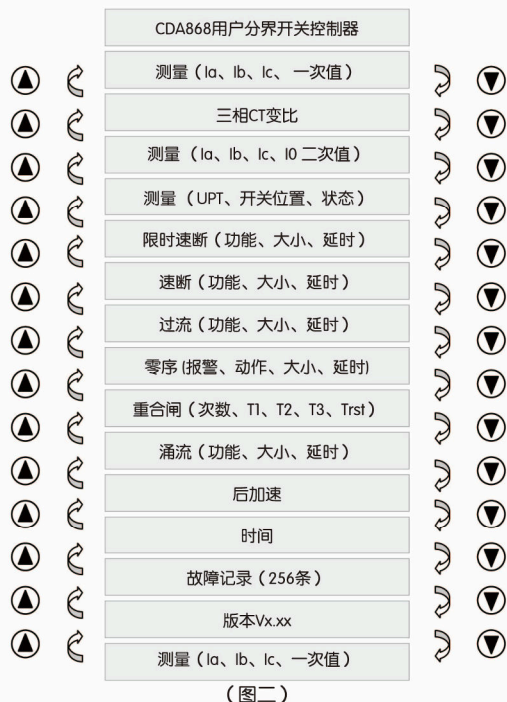 CDA868用户分界开关控制器
测量（Ia、Ib、Ic、一次值）
三相CT变比
测量（Ia、Ib、Ic、I0 二次值）
测量（UPT、开关位置、状态）
限时速断（功能、大小、延时）
速断（功能、大小、延时）
过流（功能、大小、延时）
零序(报警、动作、大小、延时)
重合闸（次数、T1、T2、T3、Trst）
涌流（功能、大小、延时）
后加速
时间
故障记录（256条）
版本Vx.xx
测量（Ia、Ib、Ic、一次值）
（图二）